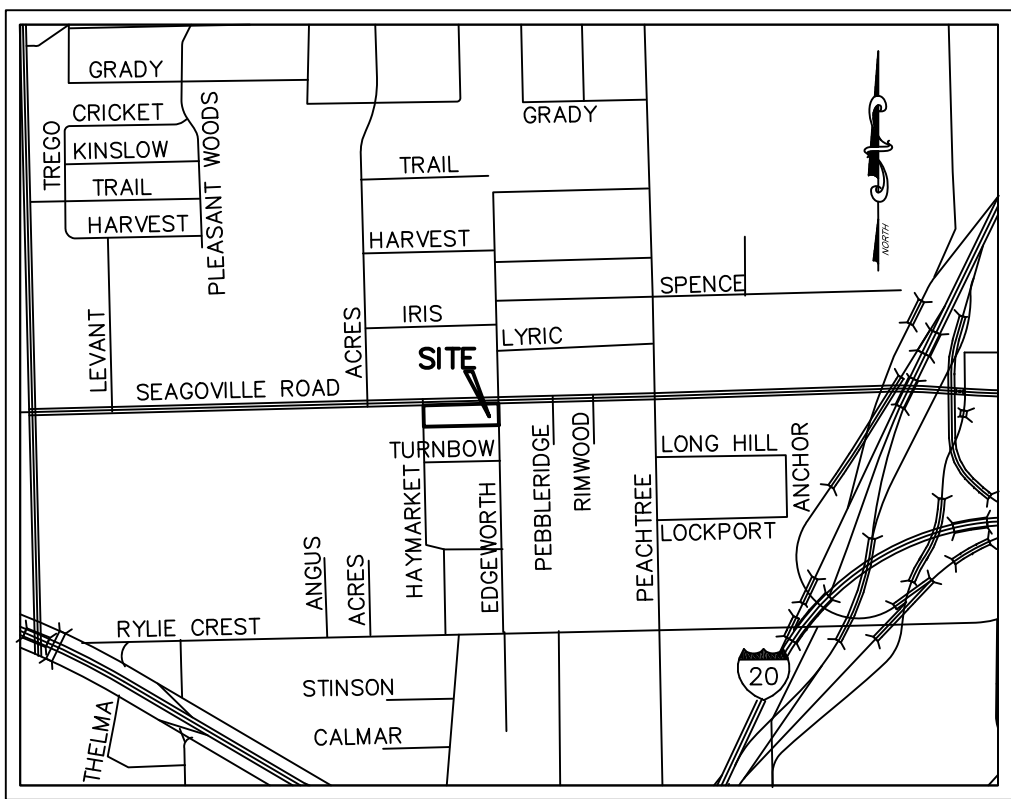 GRADY
CRICKET
TREGO
KINSLOW
TRAIL
HARVEST
PLEASANT WOODS
GRADY
TRAIL
HARVEST
NORTH
SPENCE
IRIS
ACRES
LYRIC
LEVANT
SITE
SEAGOVILLE ROAD
TURNBOW
HAYMARKET
EDGEWORTH
PEBBLERIDGE
RIMWOOD
PEACHTREE
LONG HILL
ANCHOR
LOCKPORT
ANGUS
ACRES
RYLIE CREST
20
STINSON
CALMAR
THELMA